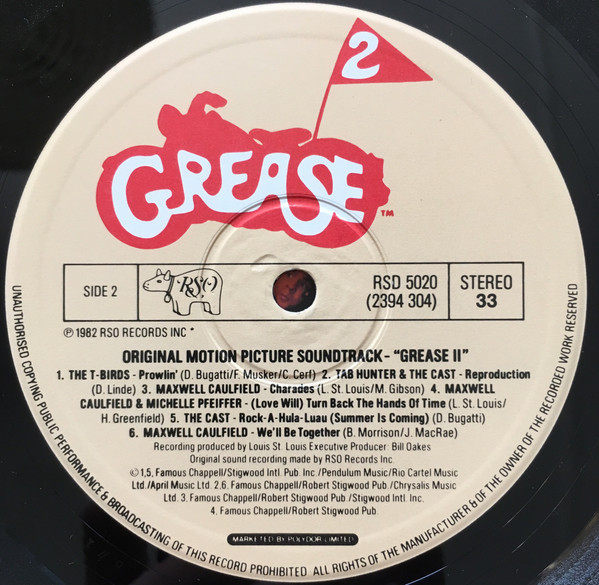 2
GREASE
TM
SIDE 2
RSO
RSD 5020
(2394 304)
STEREO
33
℗ 1982 RSO RECORDS INC *
ORIGINAL MOTION PICTURE SOUNDTRACK- "GREASE II"
1. THE T-BIRDS - Prowlin' (D. Bugatti/F. Musker/C. Cerf) 2. TAB HUNTER & THE CAST - Reproduction
(D. Linde) 3. MAXWELL CAULFIELD - Charades (L. St. Louis/M. Gibson) 4. MAXWELL
CAULFIELD & MICHELLE PFEIFFER - (Love Will) Turn Back The Hands Of Time (L. St. Louis/
H. Greenfield) 5. THE CAST - Rock-A-Hula-Luau (Summer Is Coming) (D. Bugatti)
6. MAXWELL CAULFIELD - We'll Be Together (B. Morrison/J. MacRae)
Recording produced by Louis St. Louis Executive Producer: Bill Oakes
Original sound recording made by RSO Records Inc.
© 1,5, Famous Chappell/Stigwood Intl. Pub. Inc./Pendulum Music/Rio Cartel Music
Ltd./April Music Ltd. 2.6. Famous Chappell/Robert Stigwood Pub./Chrysalis Music
Ltd. 3. Famous Chappell/Robert Stigwood Pub/Stigwood Intl. Inc.
4. Famous Chappell/Robert Stigwood Pub.
MARKETED BY POLYDOR LIMITED
UNAUTHORISED COPYING PUBLIC PERFORMANCE & BROADCASTING OF THIS RECORD PROHIBITED ALL RIGHTS OF THE MANUFACTURER & OF THE OWNER OF THE RECORDED WORK RESERVED